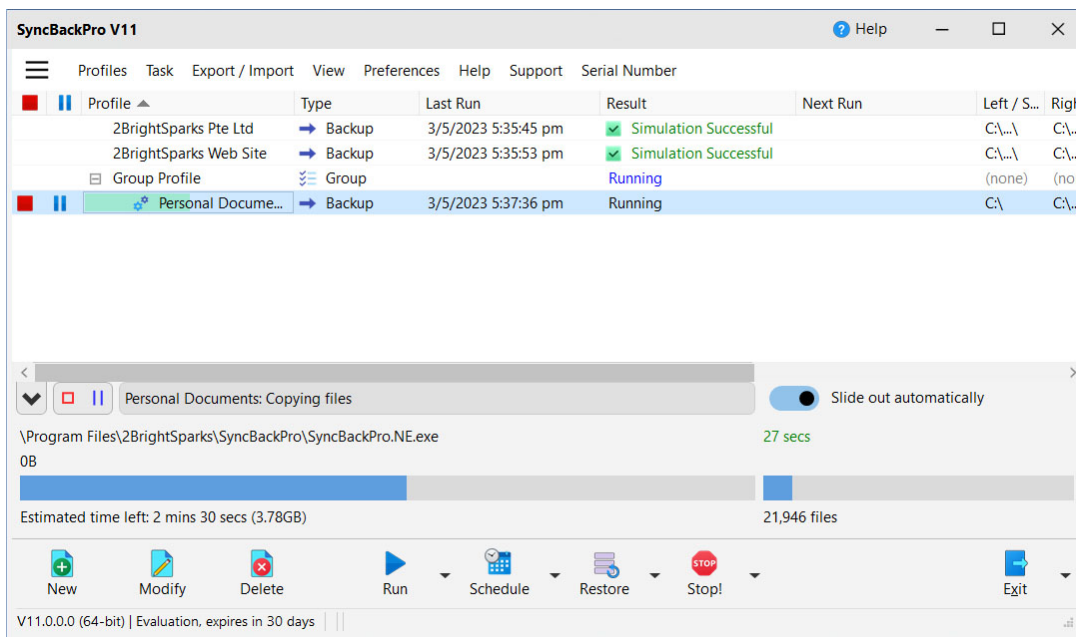 SyncBackPro V11 Help
Profiles Task Export / Import View Preferences Help Support Serial Number
Profile Type Last Run Result Next Run Left / S... Righ
2BrightSparks Pte Ltd Backup 3/5/2023 5:35:45 pm Simulation Successful C:\...\ C:\..
2BrightSparks Web Site Backup 3/5/2023 5:35:53 pm Simulation Successful C:\...\ C:\..
Group Profile Group Running (none) (no
Personal Docume... Backup 3/5/2023 5:37:36 pm Running C:\ C:\..
Personal Documents: Copying files Slide out automatically
\Program Files\2BrightSparks\SyncBackPro\SyncBackPro.NE.exe 27 secs
0B
Estimated time left: 2 mins 30 secs (3.78GB) 21,946 files
STOP
New Modify Delete Run Schedule Restore Stop! Exit
V11.0.0.0 (64-bit) | Evaluation, expires in 30 days